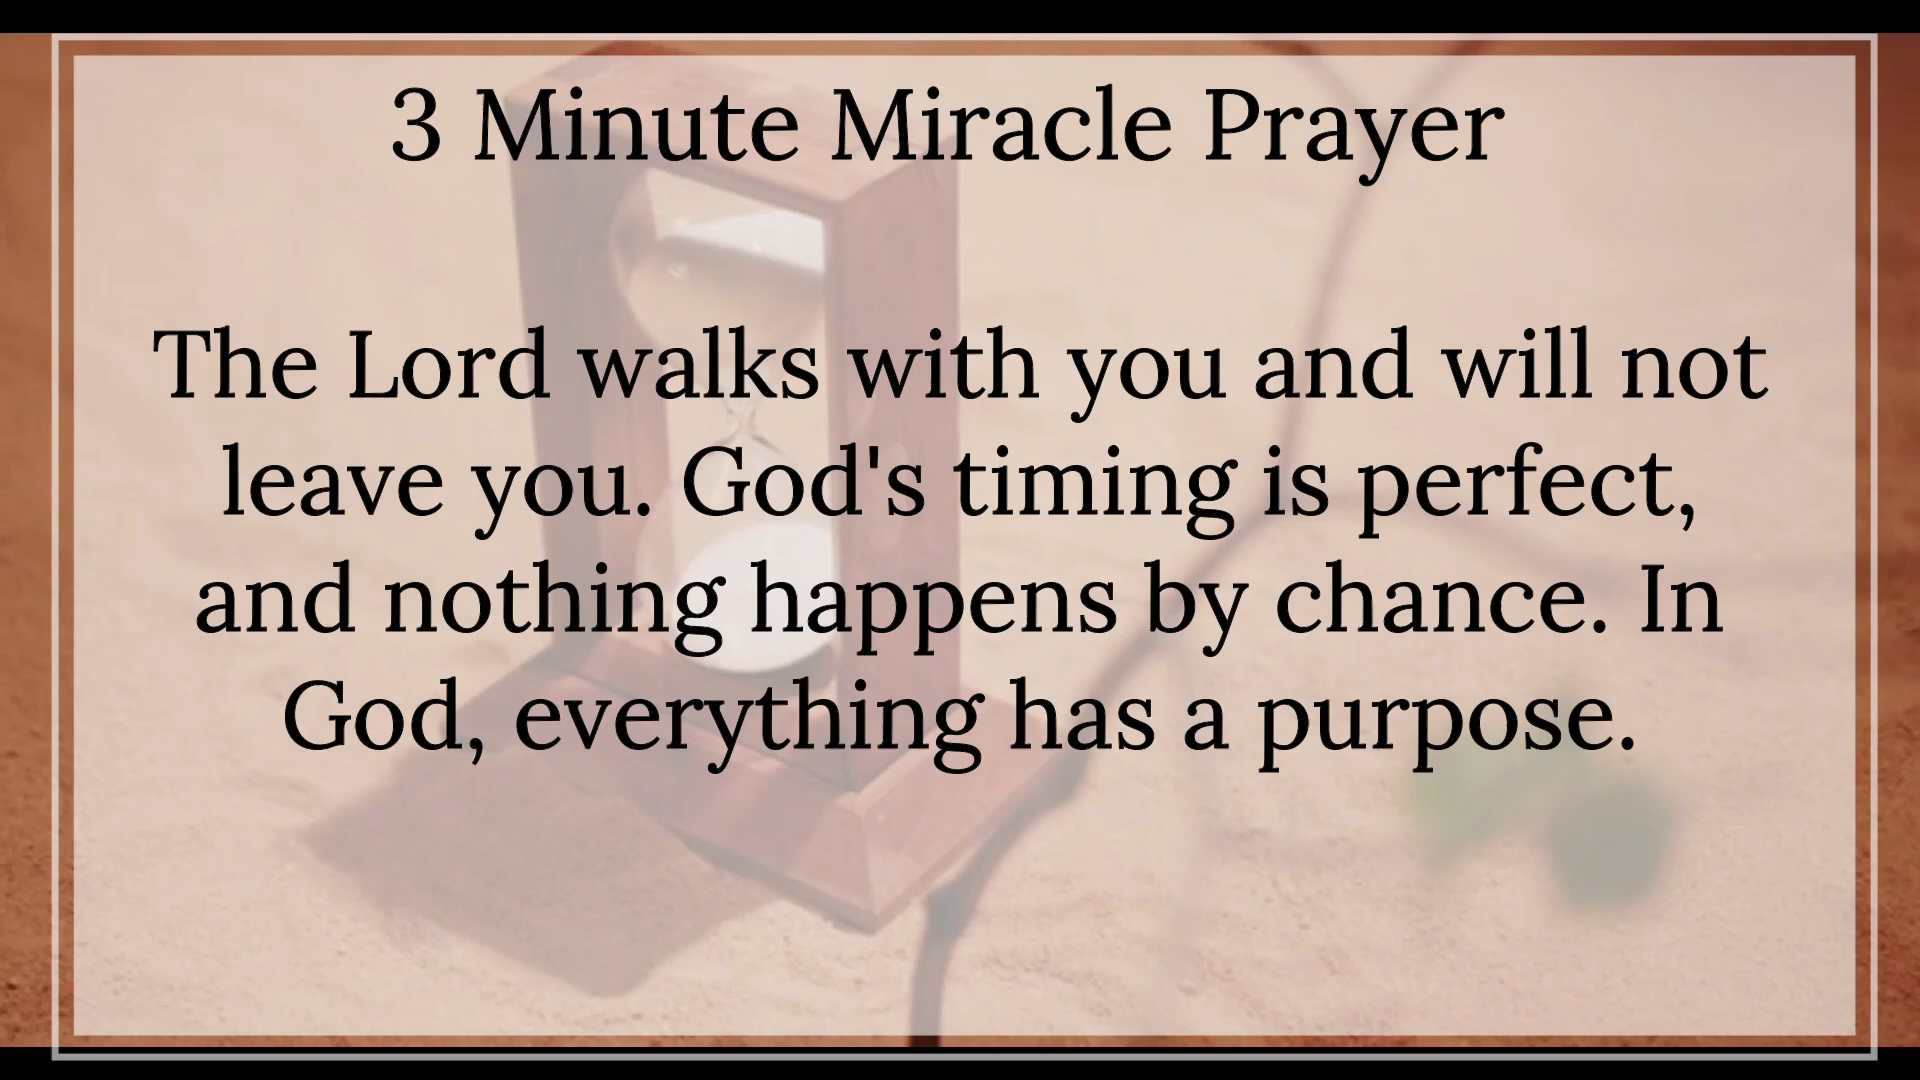 3 Minute Miracle Prayer
The Lord walks with you and will not
leave you. God's timing is perfect,
and nothing happens by chance. In
God, everything has a purpose.